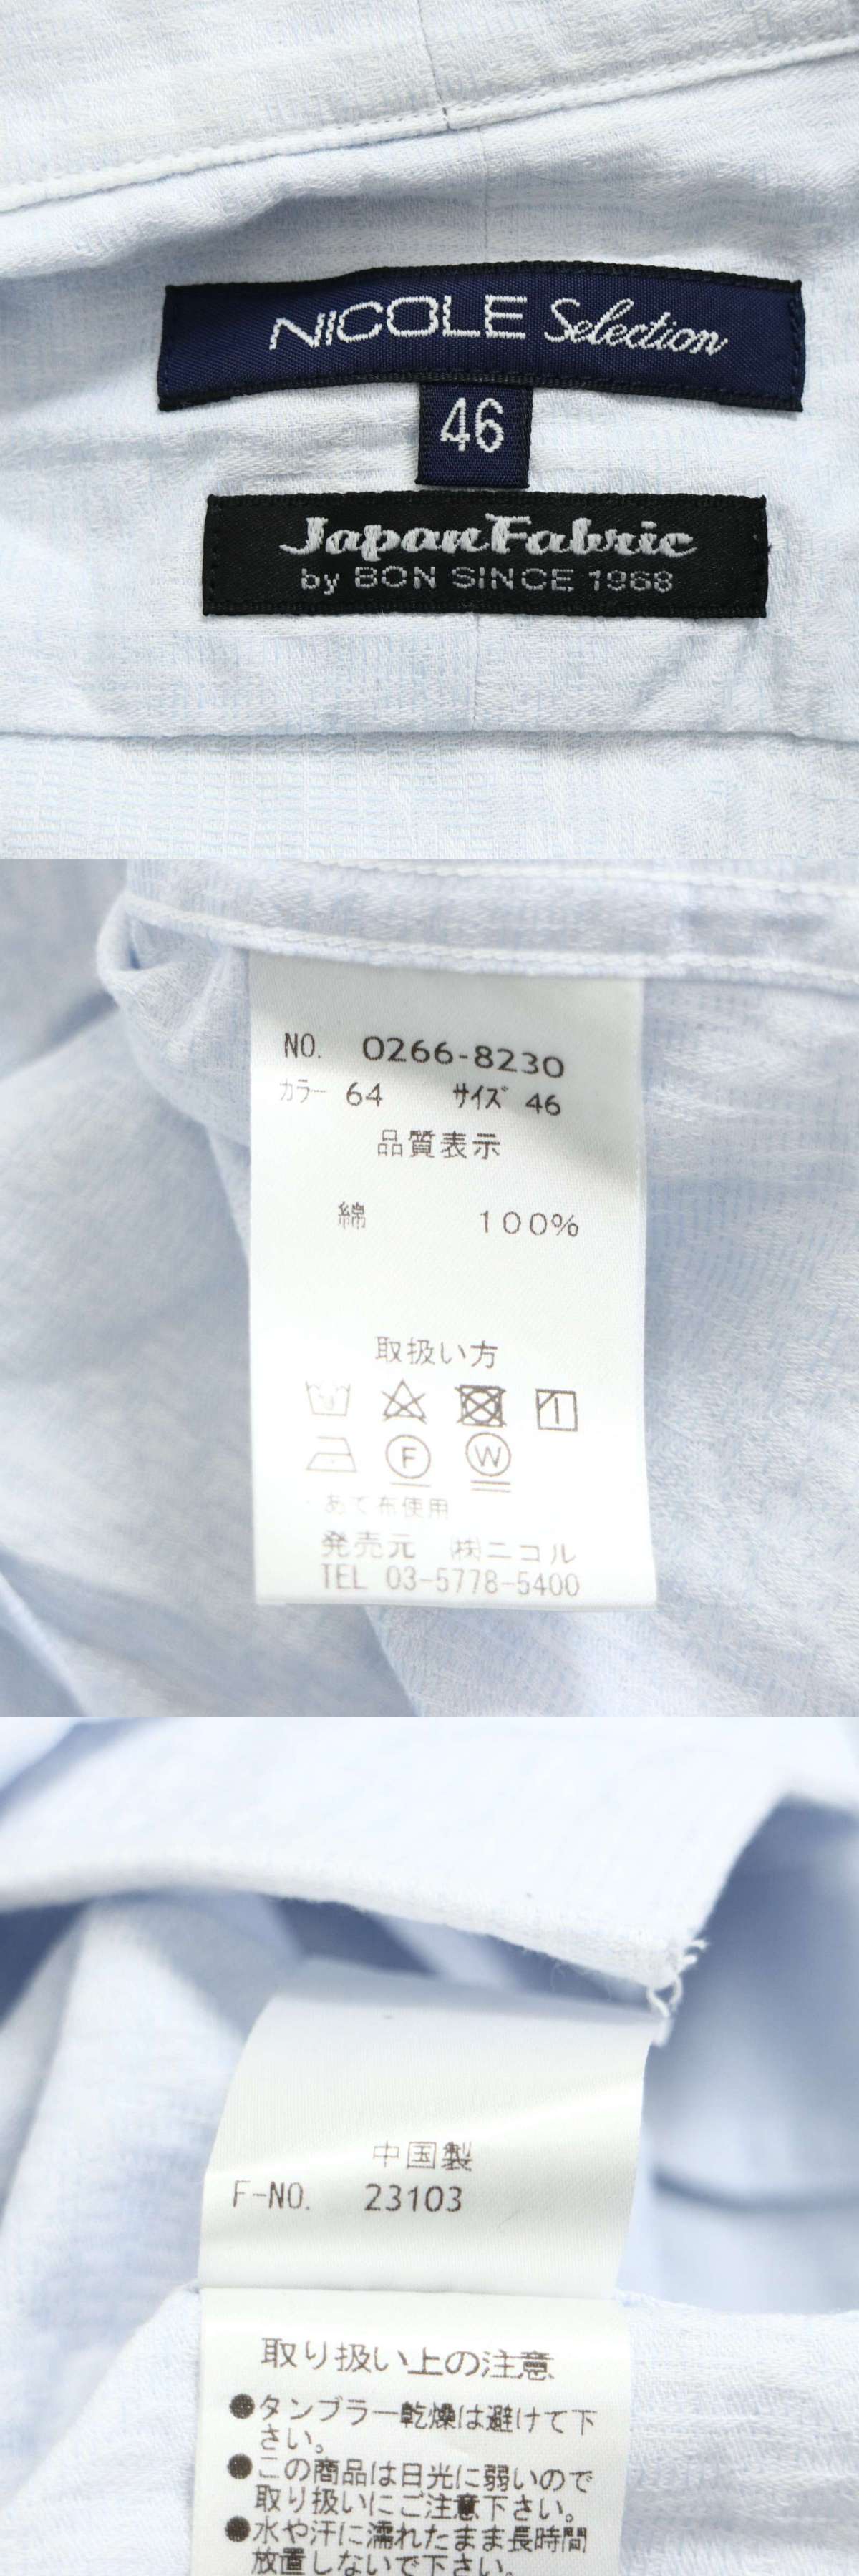 NICOLE Selection
46
Japan Fabric
by BON SINCE 1968
NO. 0266-8230
カラー 64 サイズ 46
品質表示
綿 100%
取扱い方
F W
あて布使用
発売元 ㈱ニコル
TEL 03-5778-5400
中国製
F-NO. 23103
取り扱い上の注意
●タンブラー乾燥は避けて下
さい。
●この商品は日光に弱いので
取り扱いにご注意下さい。
●水や汗に濡れたまま長時間
放置しないで下さい。